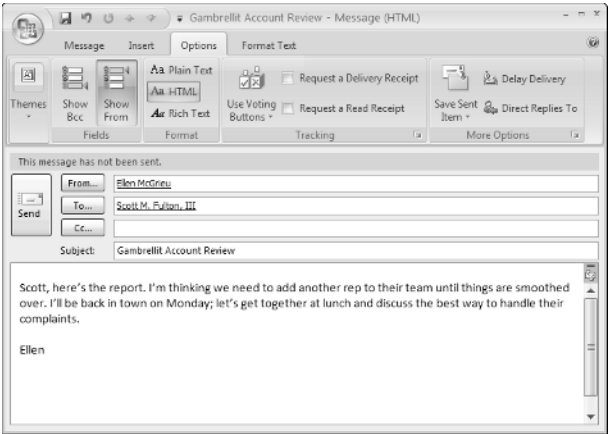 Gambrellit Account Review - Message (HTML)
Message Insert Options Format Text
Themes
Show Bcc
Show From
Fields
Aa Plain Text
Aa HTML
Aa Rich Text
Format
Use Voting Buttons
Request a Delivery Receipt
Request a Read Receipt
Tracking
Save Sent Item
Delay Delivery
Direct Replies To
More Options
This message has not been sent.
Send
From... Ellen McGrieu
To... Scott M. Fulton, III
Cc...
Subject: Gambrellit Account Review
Scott, here's the report. I'm thinking we need to add another rep to their team until things are smoothed
over. I'll be back in town on Monday; let's get together at lunch and discuss the best way to handle their
complaints.
Ellen